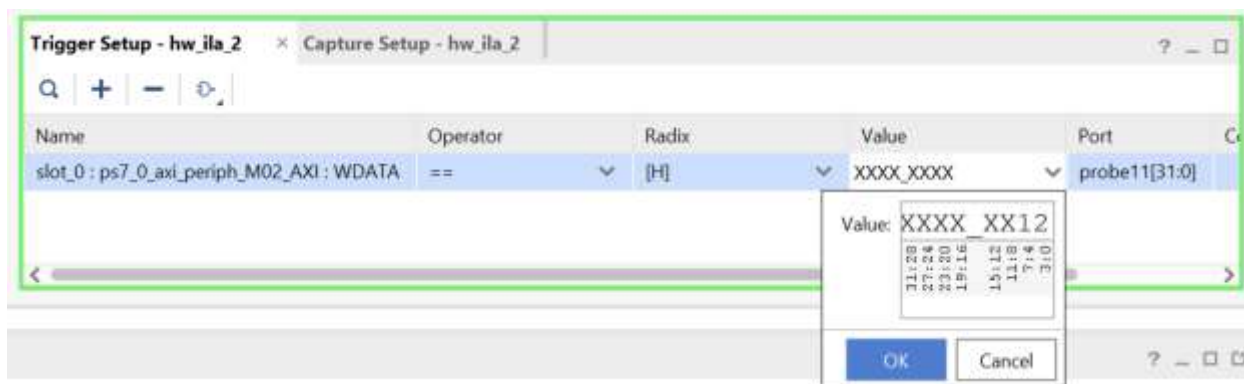 Trigger Setup - hw_ila_2 × Capture Setup - hw_ila_2 ?
Name Operator Radix Value Port
slot_0 : ps7_0_axi_periph_M02_AXI : WDATA == [H] XXXX_XXXX probe11[31:0]
Value: XXXX_XX12
31:28 27:24 23:20 19:16 15:12 11:8 7:4 3:0
OK Cancel ?